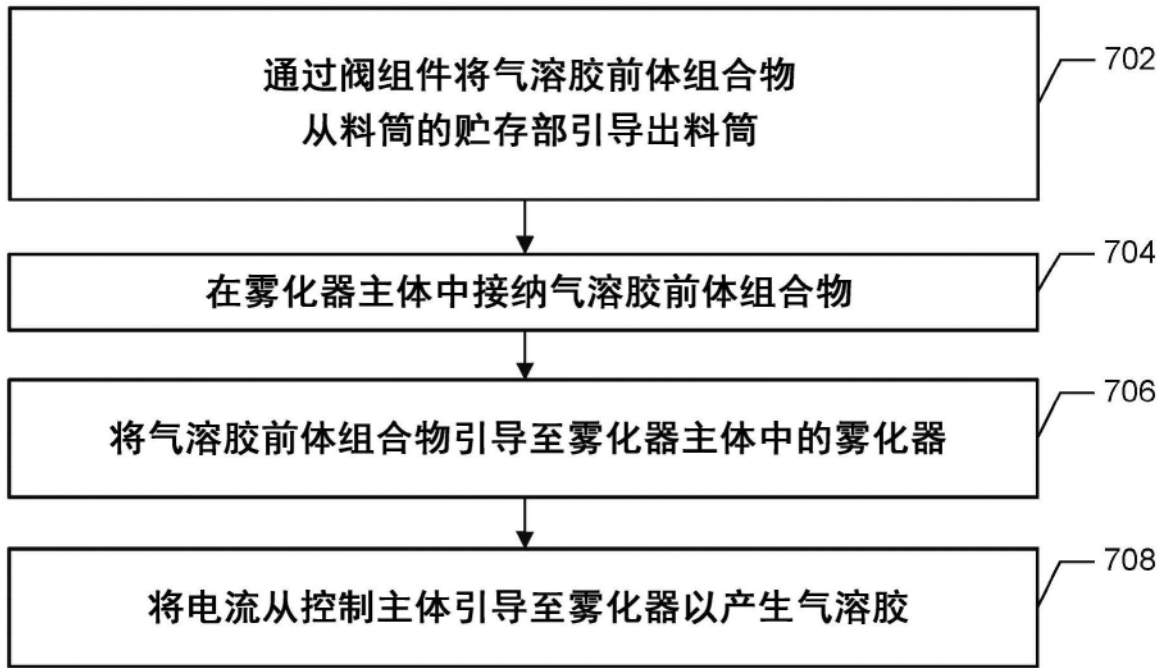 通过阀组件将气溶胶前体组合物
从料筒的贮存部引导出料筒
702
在雾化器主体中接纳气溶胶前体组合物
704
将气溶胶前体组合物引导至雾化器主体中的雾化器
706
将电流从控制主体引导至雾化器以产生气溶胶
708